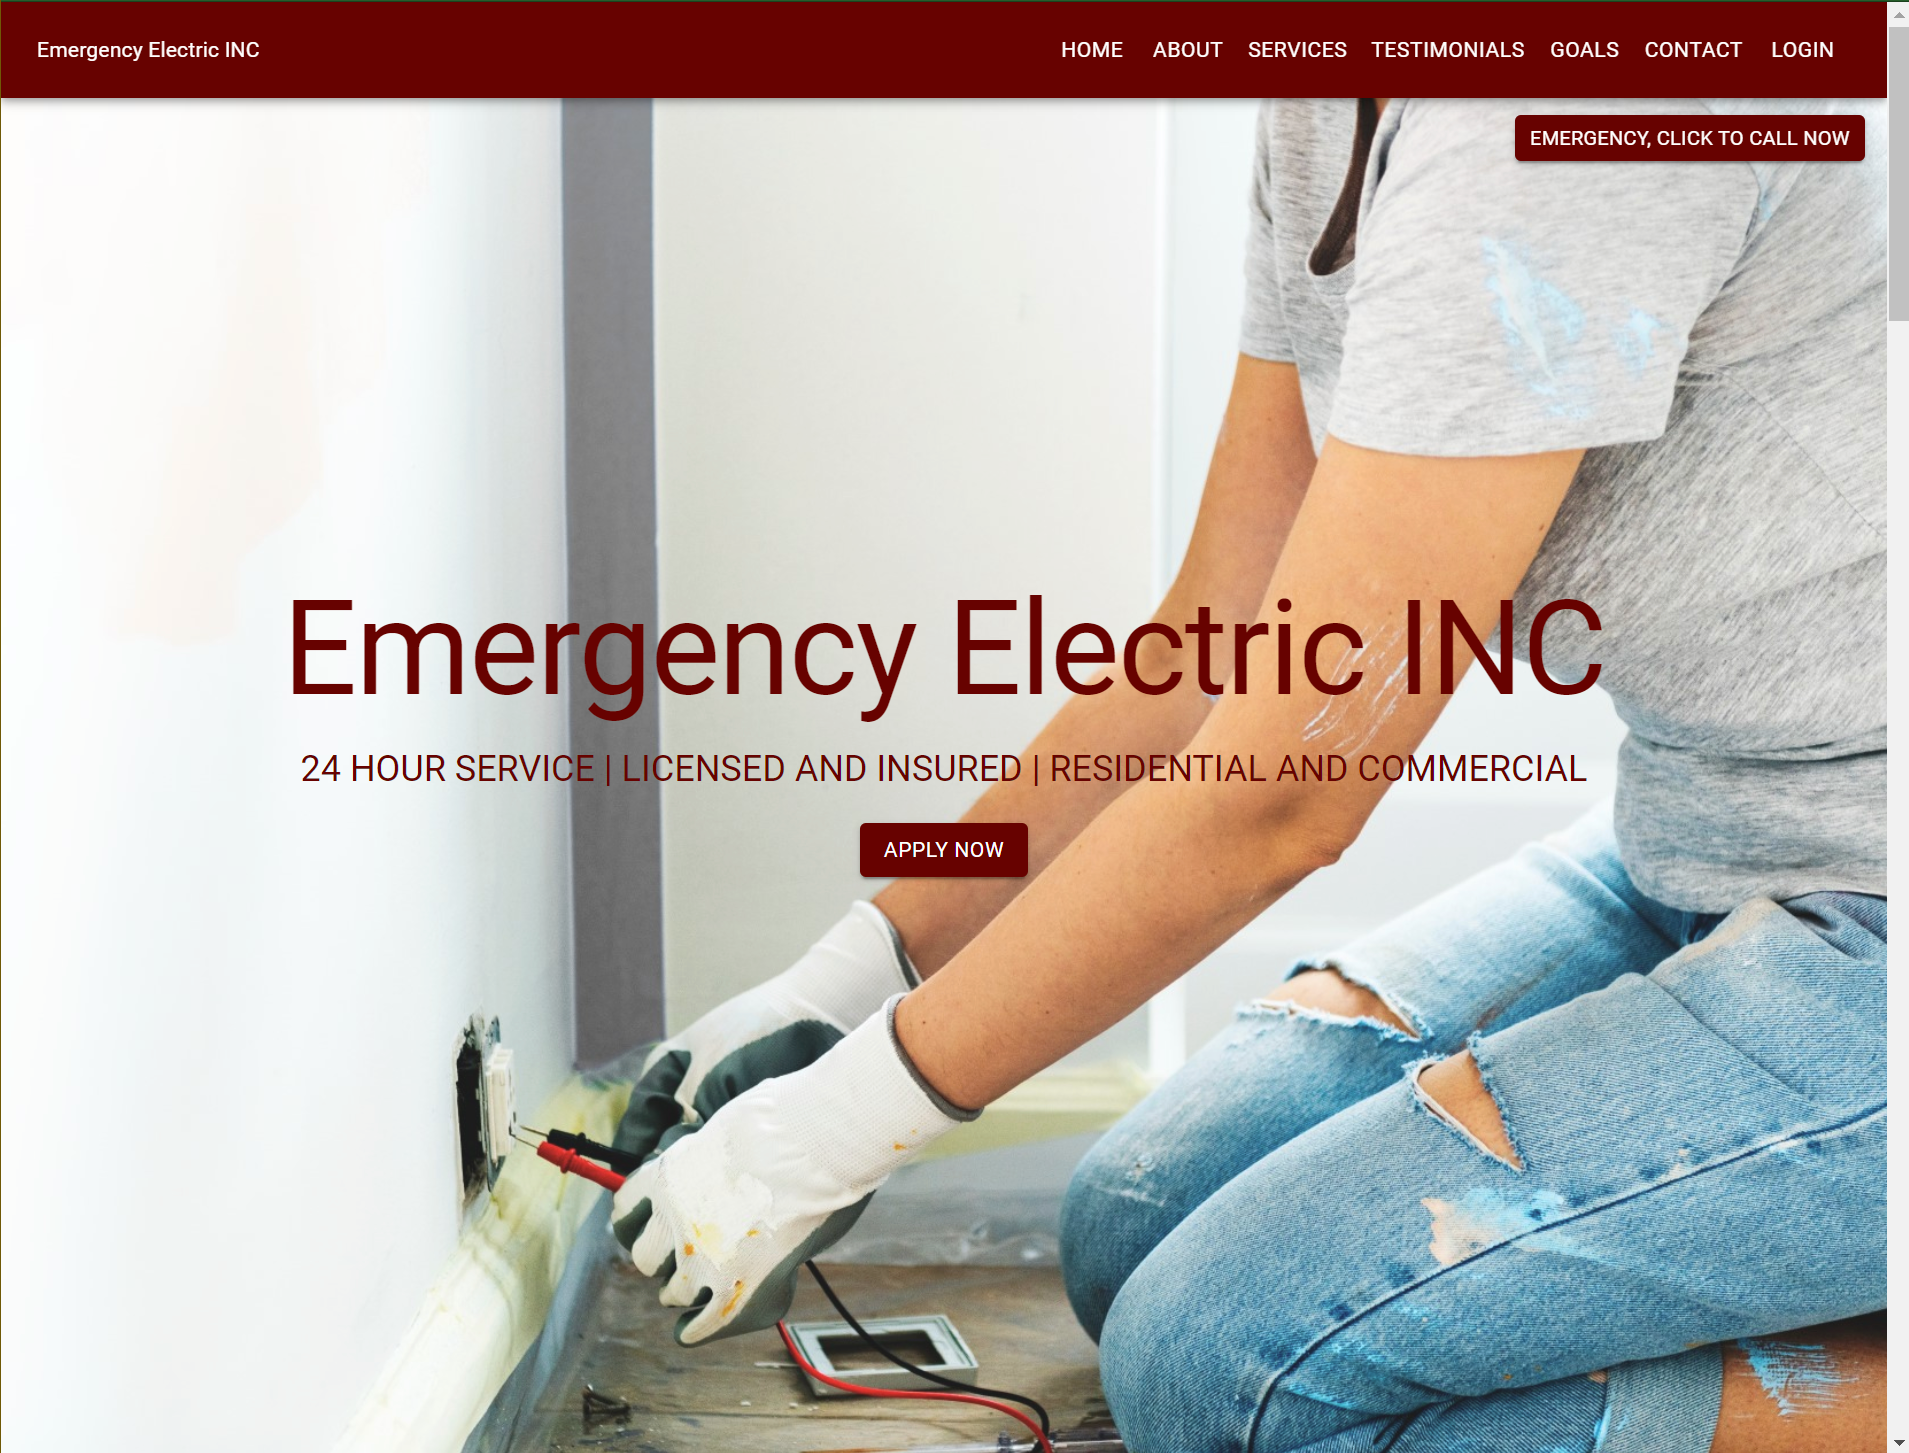 Emergency Electric INC
HOME ABOUT SERVICES TESTIMONIALS GOALS CONTACT LOGIN
EMERGENCY, CLICK TO CALL NOW
Emergency Electric INC
24 HOUR SERVICE | LICENSED AND INSURED | RESIDENTIAL AND COMMERCIAL
APPLY NOW